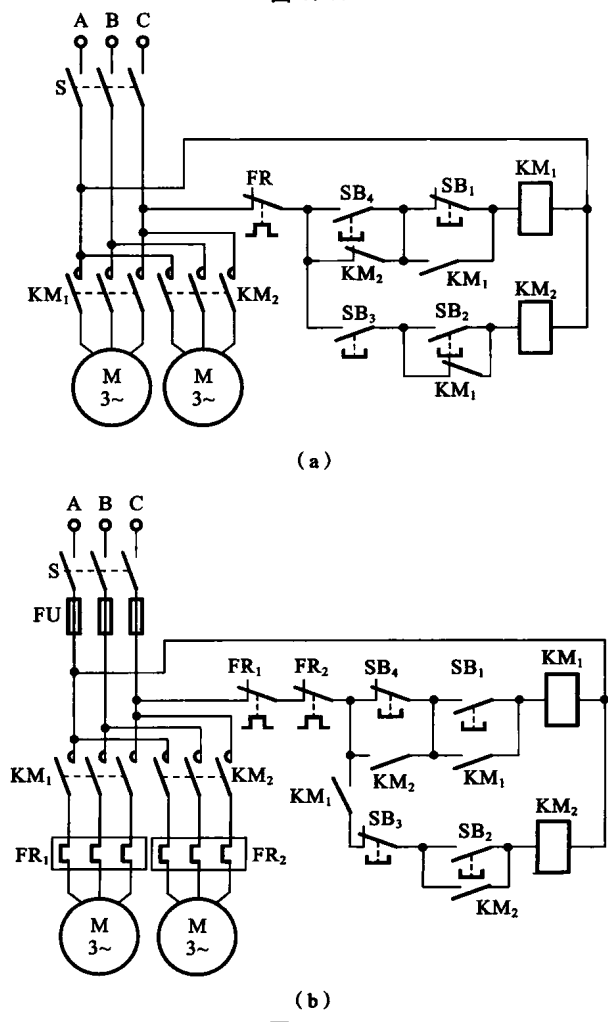 A B C
S
FR
SB₄
SB₁
KM₁
KM₂
KM₁
KM₁
KM₂
SB₃
SB₂
KM₂
KM₁
M
3~
M
3~
(a)
A B C
S
FU
FR₁
FR₂
SB₄
SB₁
KM₁
KM₁
KM₂
KM₂
KM₁
KM₁
SB₃
SB₂
KM₂
FR₁
FR₂
KM₂
M
3~
M
3~
(b)